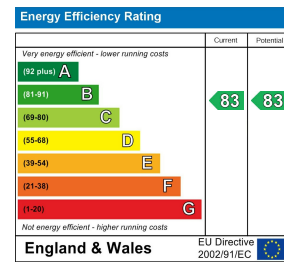 Energy Efficiency Rating
Current Potential
Very energy efficient - lower running costs
(92 plus) A
(81-91) B
83 83
(69-80) C
(55-68) D
(39-54) E
(21-38) F
(1-20) G
Not energy efficient - higher running costs
England & Wales
EU Directive
2002/91/EC